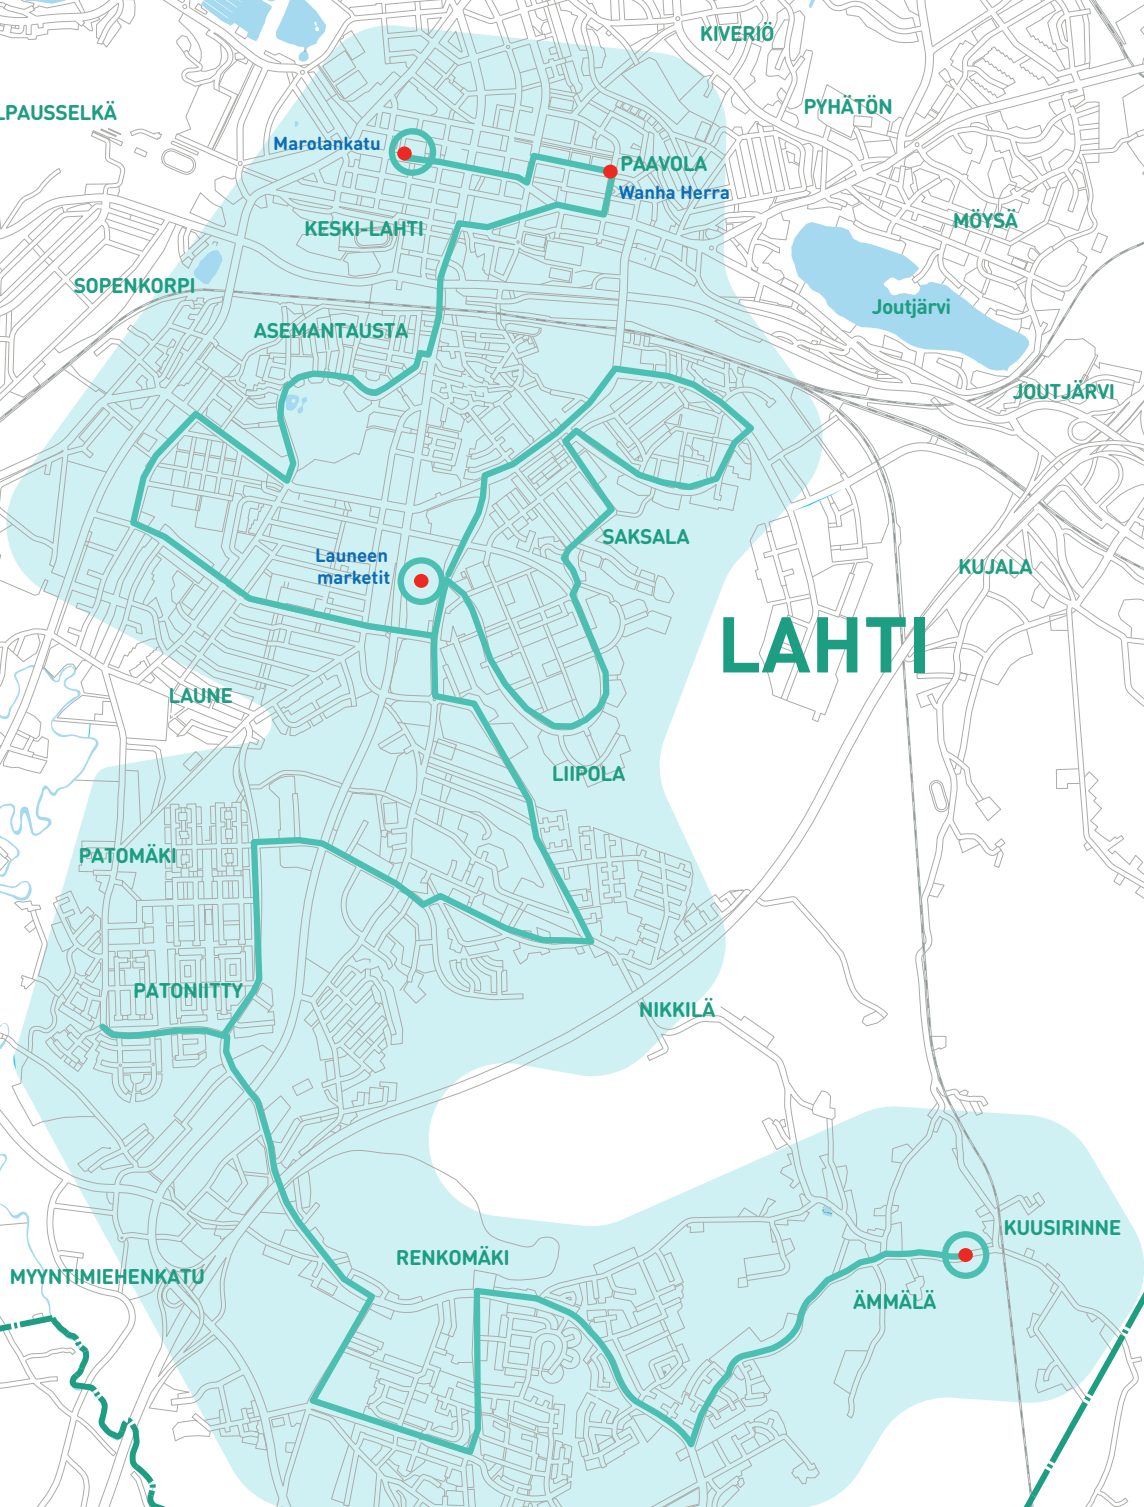 KIVERIÖ
PYHÄTÖN
LPAUSSELKÄ
Marolankatu
PAAVOLA
Wanha Herra
MÖYSÄ
KESKI-LAHTI
SOPENKORPI
Joutjärvi
ASEMANTAUSTA
JOUTJÄRVI
SAKSALA
Launeen
marketit
KUJALA
LAHTI
LAUNE
LIIPOLA
PATOMÄKI
PATONIITTY
NIKKILÄ
KUUSIRINNE
RENKOMÄKI
MYYNTIMIEHENKATU
ÄMMÄLÄ